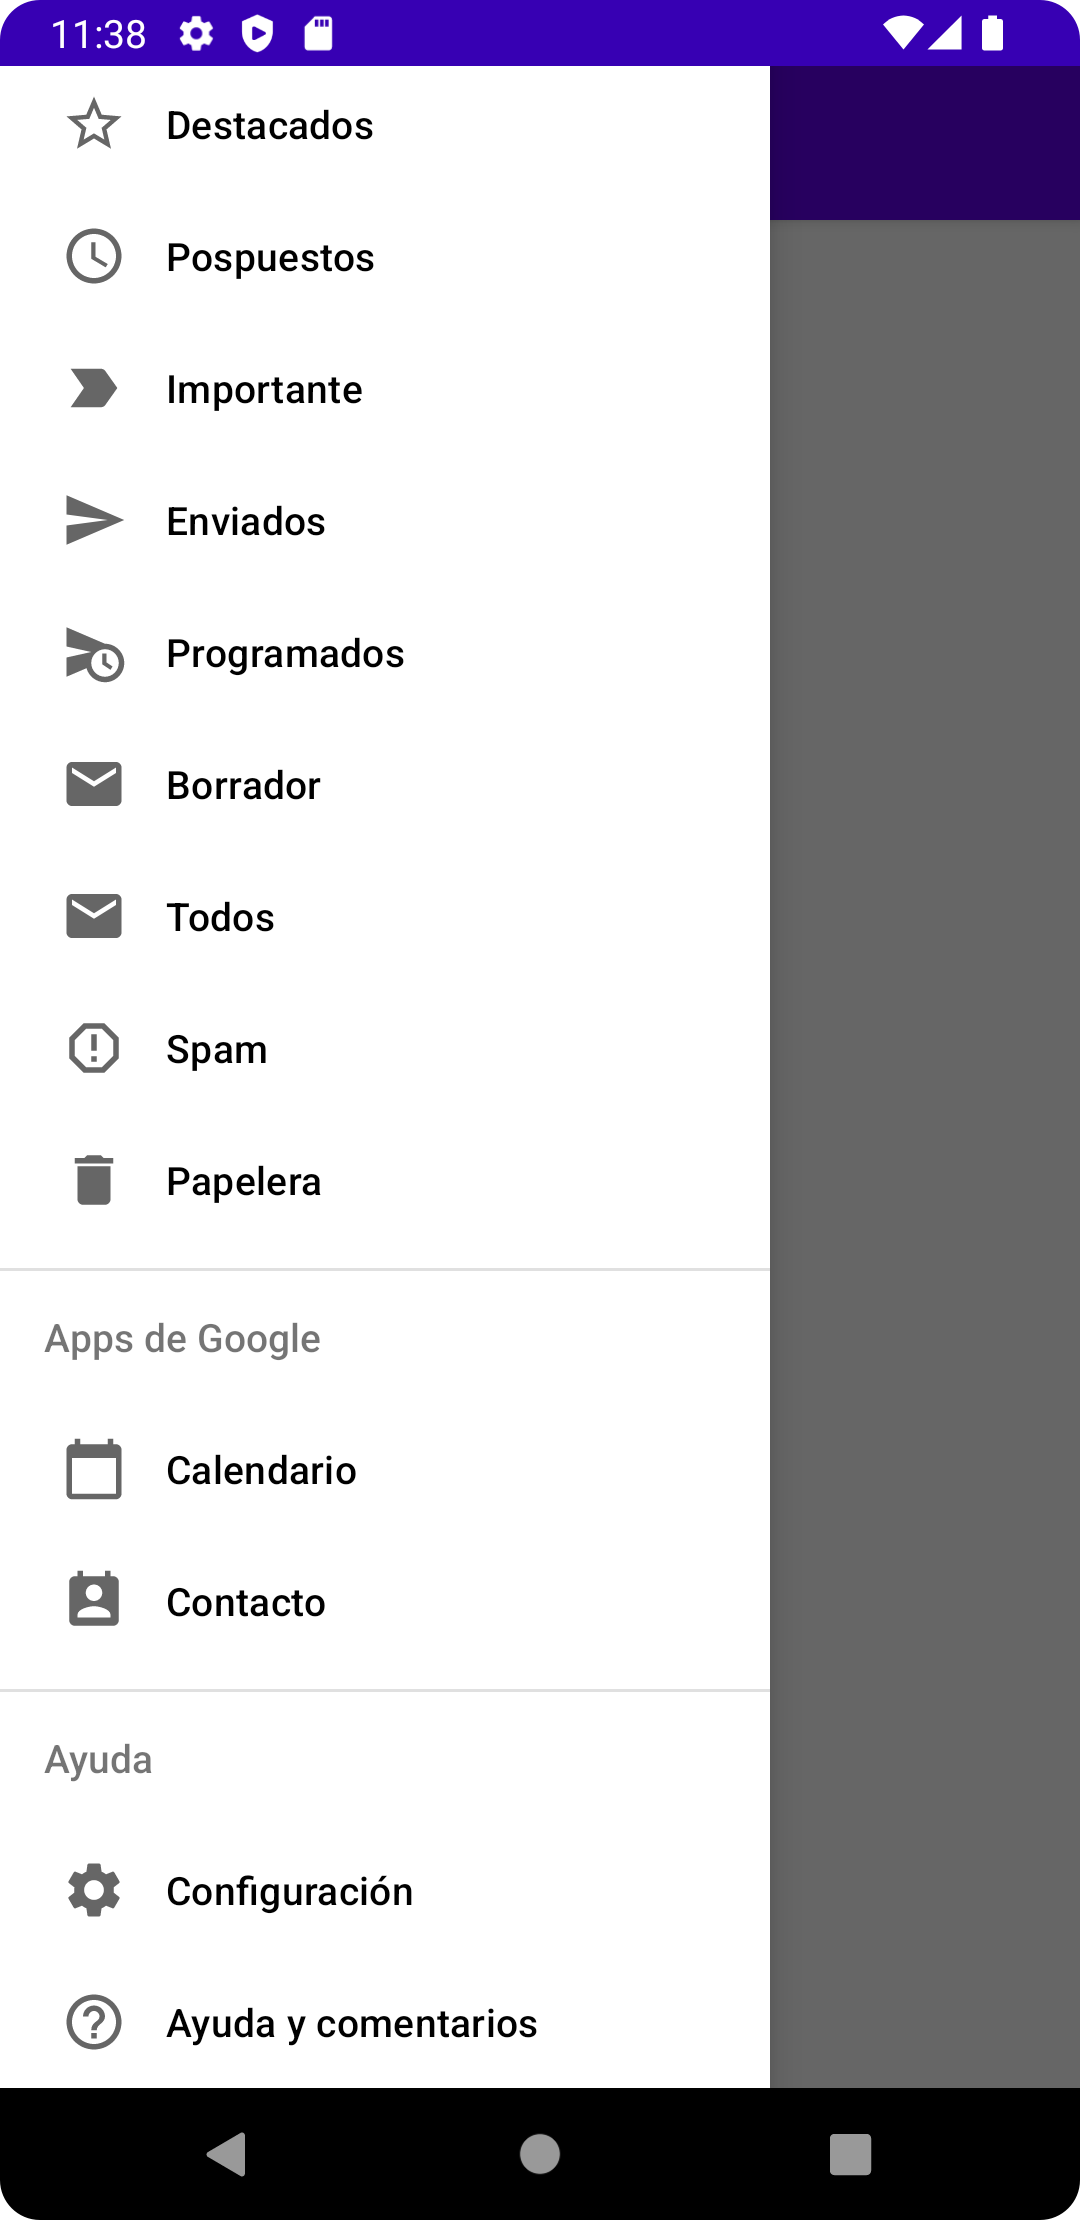 11:38
Destacados
Pospuestos
Importante
Enviados
Programados
Borrador
Todos
Spam
Papelera
Apps de Google
Calendario
Contacto
Ayuda
Configuración
Ayuda y comentarios